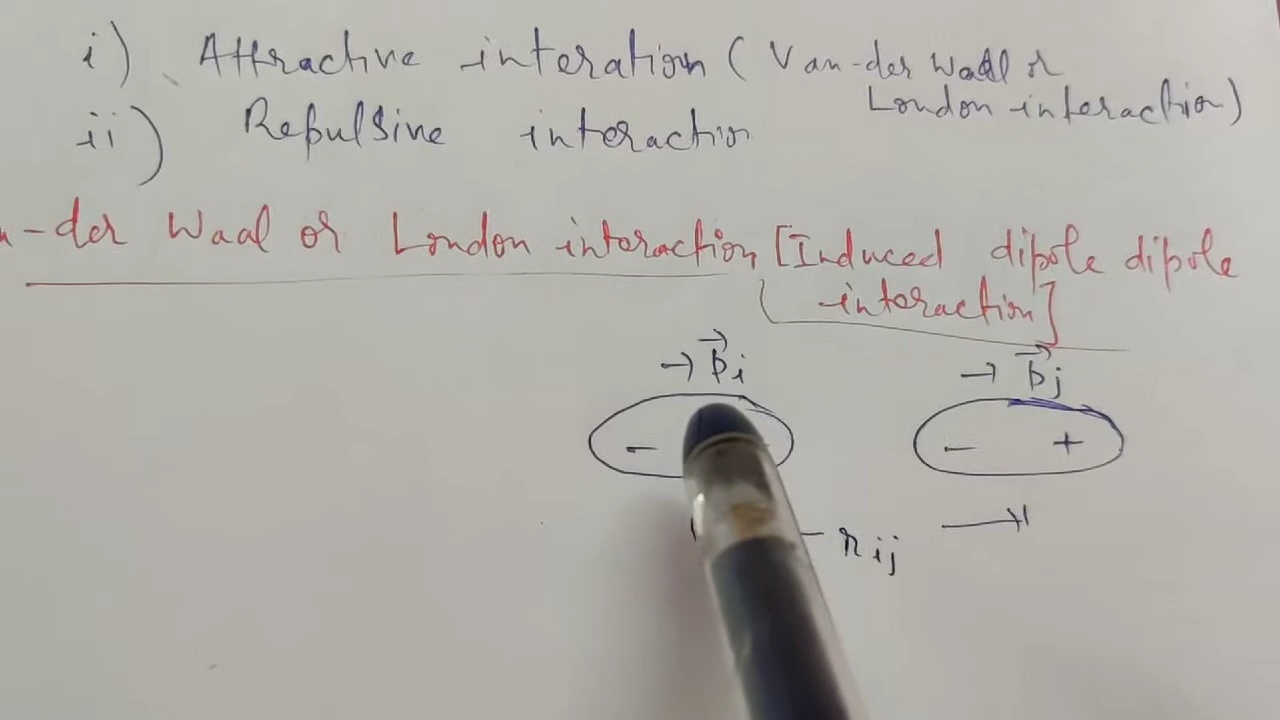 i) Attractive interation (Van-der Waal or
London interaction)
ii) Repulsive interaction
-der Waal or London interaction [Induced dipole dipole
interaction]
→ p⃗i → p⃗j
- - +
rij